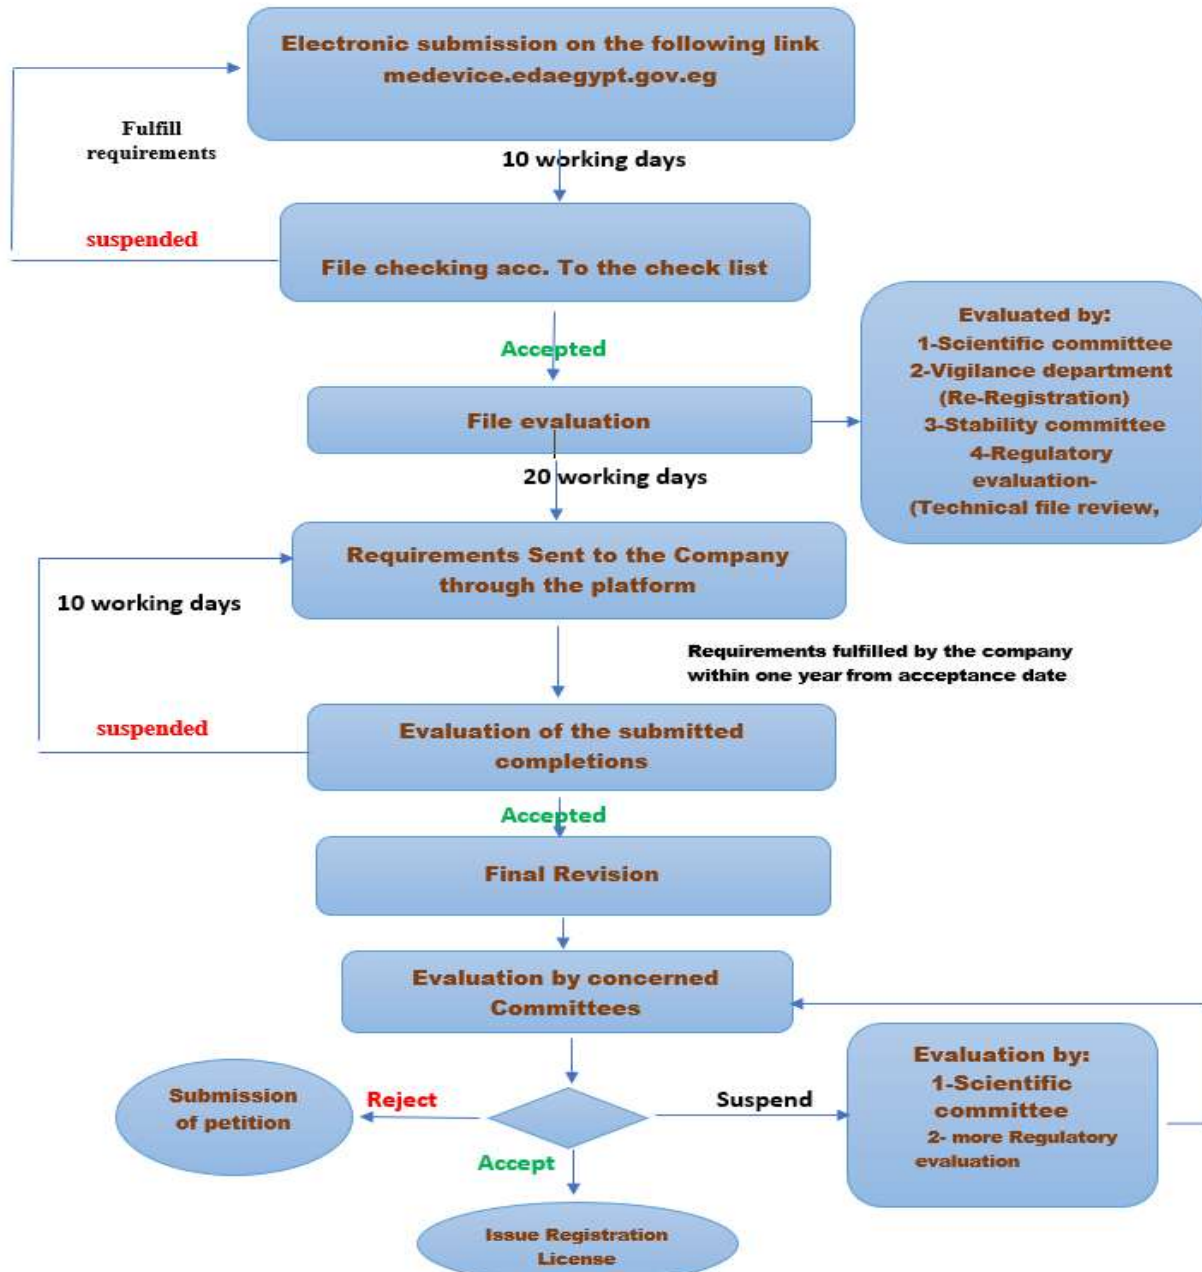 Electronic submission on the following link
medevice.edaegypt.gov.eg
Fulfill
requirements
10 working days
suspended
File checking acc. To the check list
Accepted
File evaluation
Evaluated by:
1-Scientific committee
2-Vigilance department
(Re-Registration)
3-Stability committee
4-Regulatory
evaluation-
(Technical file review,
20 working days
Requirements Sent to the Company
through the platform
10 working days
Requirements fulfilled by the company
within one year from acceptance date
suspended
Evaluation of the submitted
completions
Accepted
Final Revision
Evaluation by concerned
Committees
Submission
of petition
Reject
Suspend
Evaluation by:
1-Scientific
committee
2- more Regulatory
evaluation
Accept
Issue Registration
License